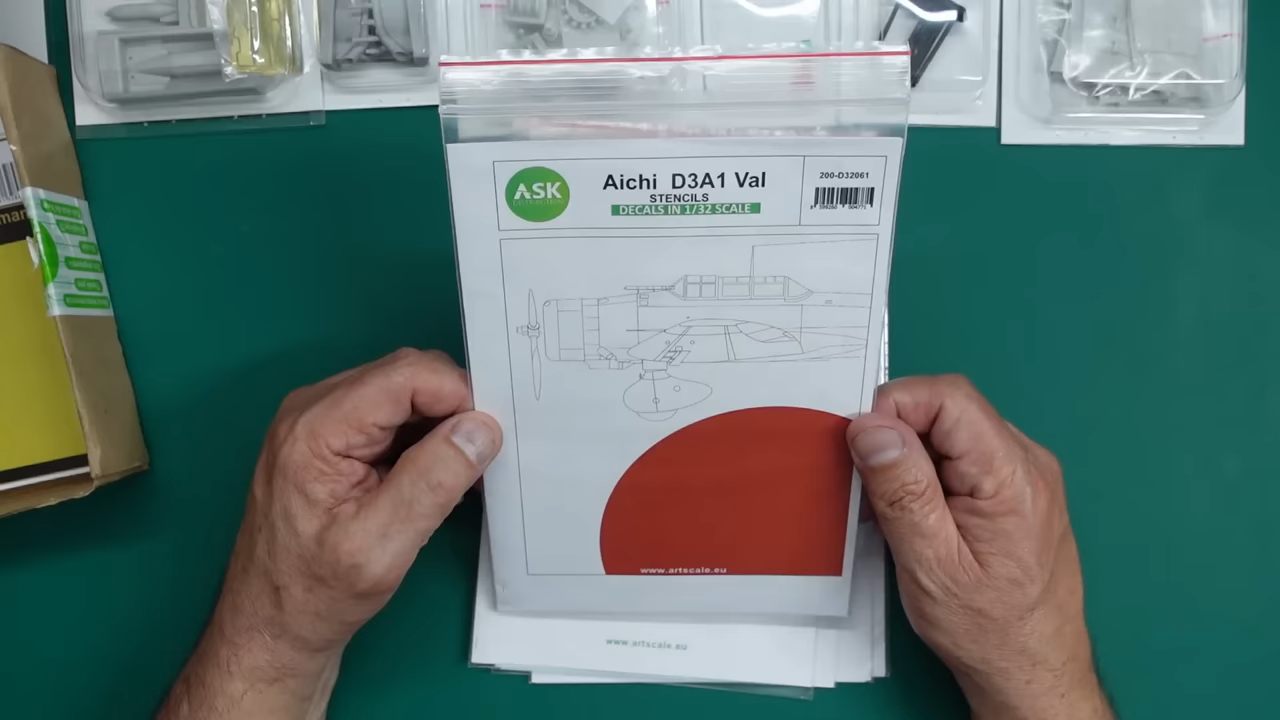 ASK
Aichi D3A1 Val
STENCILS
DECALS IN 1/32 SCALE
200-D32061
www.artscale.eu
www.artscale.eu